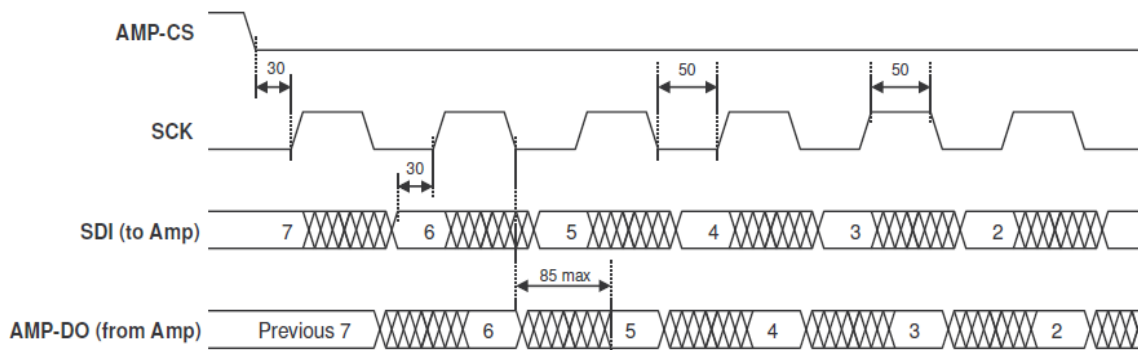 AMP-CS
30
50
50
SCK
30
SDI (to Amp)
7 6 5 4 3 2
85 max
AMP-DO (from Amp)
Previous 7 6 5 4 3 2